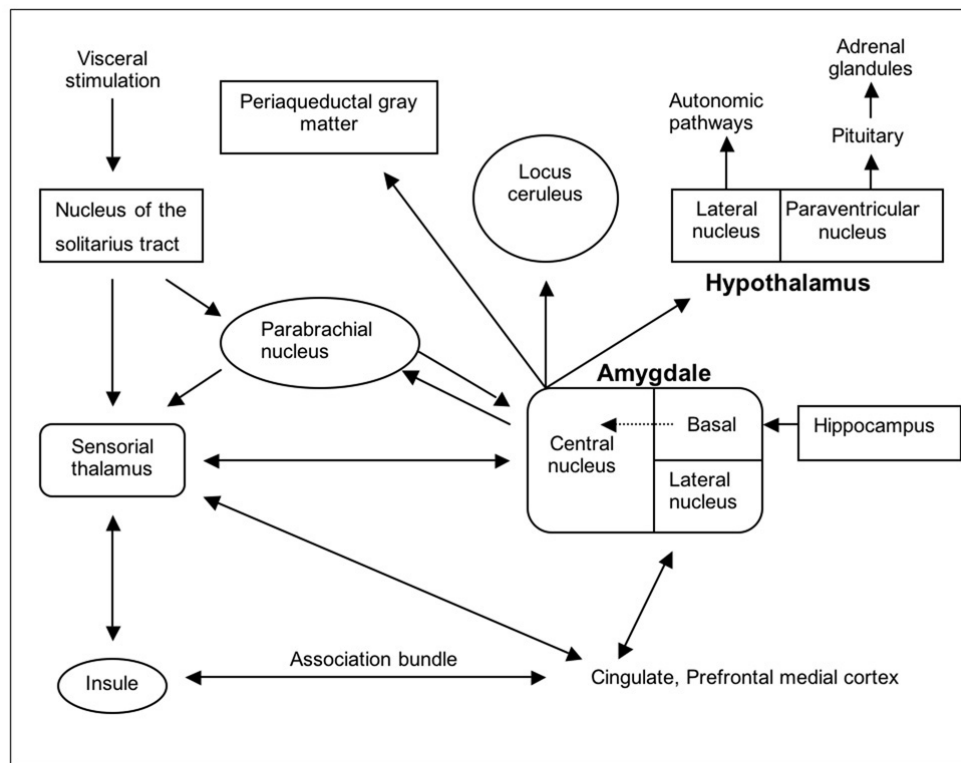 Visceral
stimulation
Periaqueductal gray
matter
Adrenal
glandules
Autonomic
pathways
Pituitary
Locus
ceruleus
Nucleus of the
solitarius tract
Lateral
nucleus
Paraventricular
nucleus
Hypothalamus
Parabrachial
nucleus
Amygdale
Sensorial
thalamus
Central
nucleus
Basal
Lateral
nucleus
Hippocampus
Insule
Association bundle
Cingulate, Prefrontal medial cortex